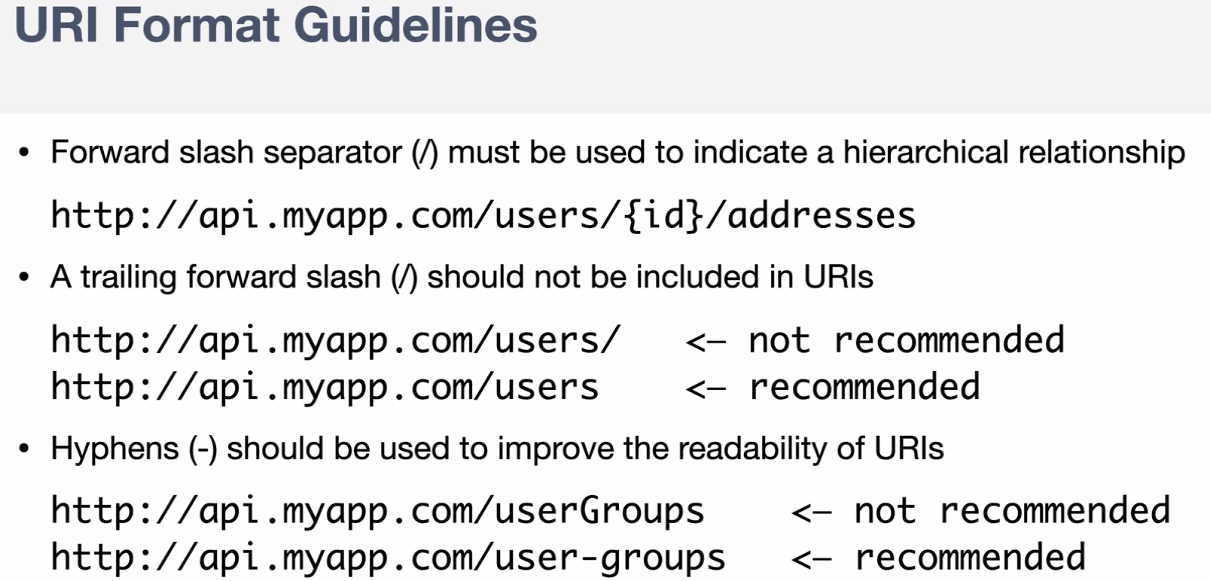 URI Format Guidelines
• Forward slash separator (/) must be used to indicate a hierarchical relationship
http://api.myapp.com/users/{id}/addresses
• A trailing forward slash (/) should not be included in URIs
http://api.myapp.com/users/ <– not recommended
http://api.myapp.com/users <– recommended
• Hyphens (-) should be used to improve the readability of URIs
http://api.myapp.com/userGroups <– not recommended
http://api.myapp.com/user-groups <– recommended